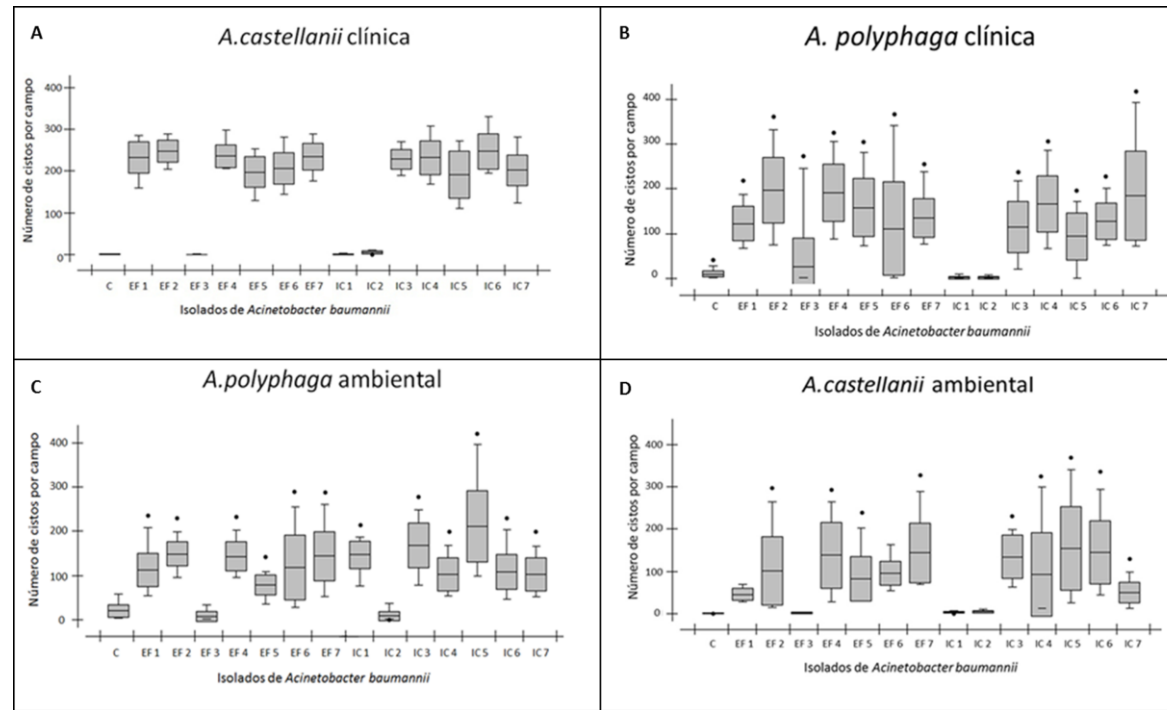 A
A.castellanii clínica
Número de cistos por campo
400
300
200
100
0
C EF 1 EF 2 EF 3 EF 4 EF 5 EF 6 EF 7 IC 1 IC 2 IC 3 IC 4 IC 5 IC 6 IC 7
Isolados de Acinetobacter baumannii
B
A. polyphaga clínica
Número de cistos por campo
400
300
200
100
0
C EF 1 EF 2 EF 3 EF 4 EF 5 EF 6 EF 7 IC 1 IC 2 IC 3 IC 4 IC 5 IC 6 IC 7
Isolados de Acinetobacter baumannii
C
A.polyphaga ambiental
Número de cistos por campo
400
300
200
100
0
C EF 1 EF 2 EF 3 EF 4 EF 5 EF 6 EF 7 IC 1 IC 2 IC 3 IC 4 IC 5 IC 6 IC 7
Isolados de Acinetobacter baumannii
D
A.castellanii ambiental
Número de cistos por campo
400
300
200
100
0
C EF 1 EF 2 EF 3 EF 4 EF 5 EF 6 EF 7 IC 1 IC 2 IC 3 IC 4 IC 5 IC 6 IC 7
Isolados de Acinetobacter baumannii